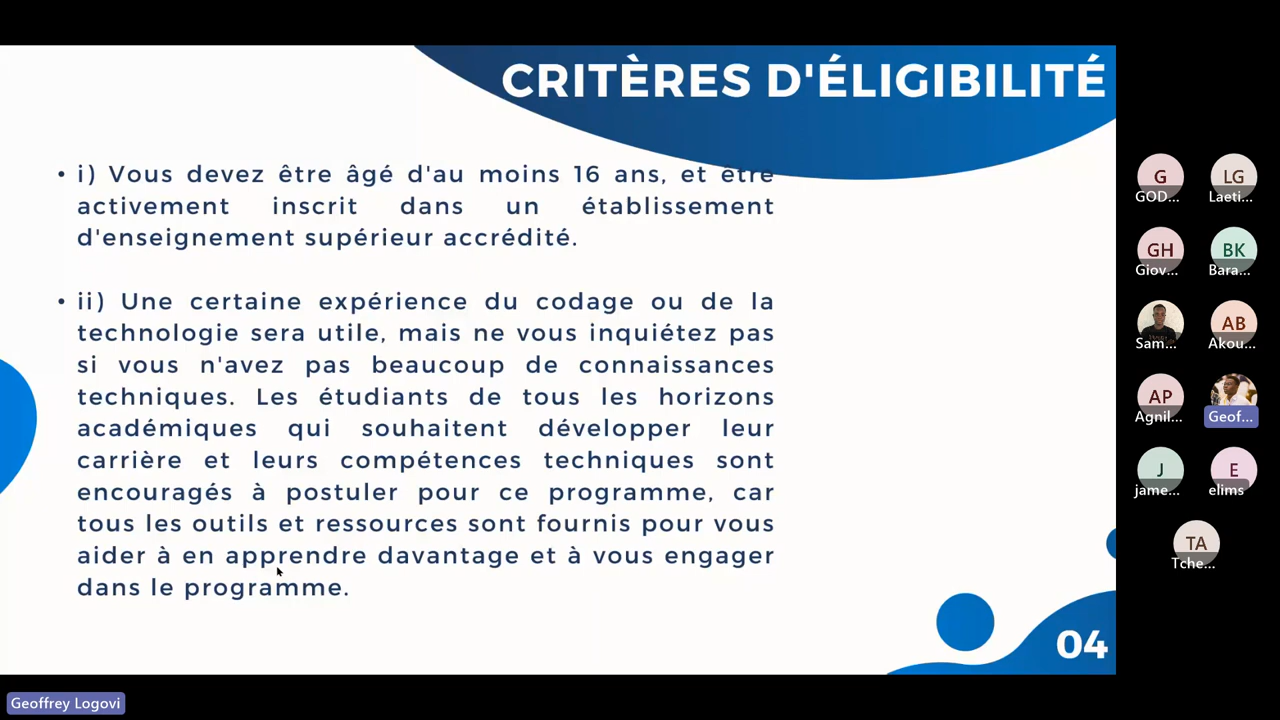 CRITÈRES D'ÉLIGIBILITÉ
• i) Vous devez être âgé d'au moins 16 ans, et être
activement inscrit dans un établissement
d'enseignement supérieur accrédité.
• ii) Une certaine expérience du codage ou de la
technologie sera utile, mais ne vous inquiétez pas
si vous n'avez pas beaucoup de connaissances
techniques. Les étudiants de tous les horizons
académiques qui souhaitent développer leur
carrière et leurs compétences techniques sont
encouragés à postuler pour ce programme, car
tous les outils et ressources sont fournis pour vous
aider à en apprendre davantage et à vous engager
dans le programme.
04
G
GOD...
LG
Laeti...
GH
Giov...
BK
Bara...
Sam...
AB
Akou...
AP
Agnil...
Geof...
J
jame...
E
elims
TA
Tche...
Geoffrey Logovi